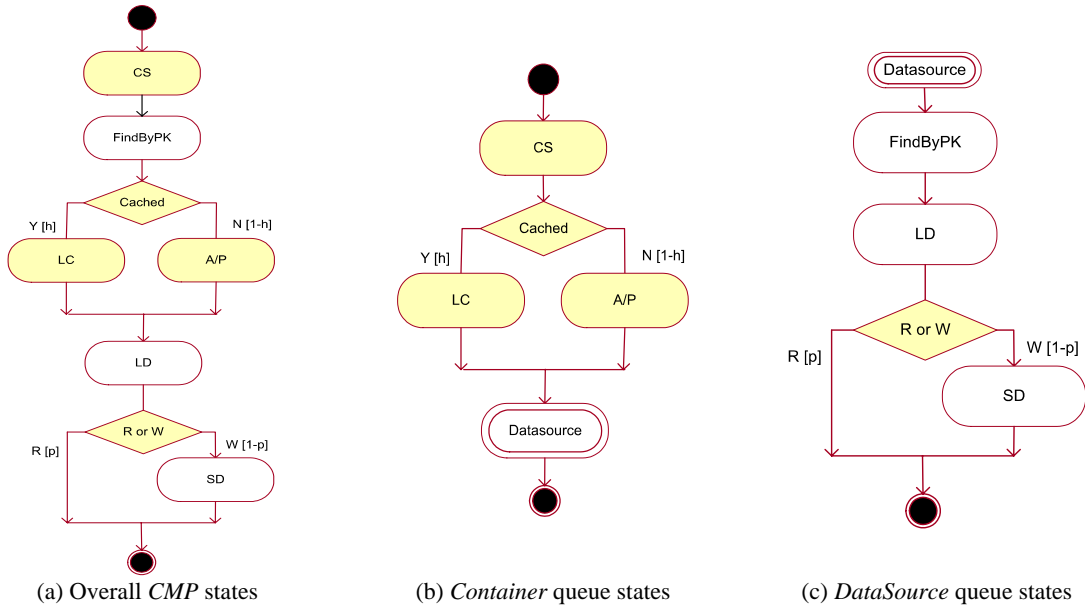 CS
FindByPK
Cached
Y [h]
N [1-h]
LC
A/P
LD
R or W
R [p]
W [1-p]
SD
(a) Overall CMP states
CS
Cached
Y [h]
N [1-h]
LC
A/P
Datasource
(b) Container queue states
Datasource
FindByPK
LD
R or W
R [p]
W [1-p]
SD
(c) DataSource queue states